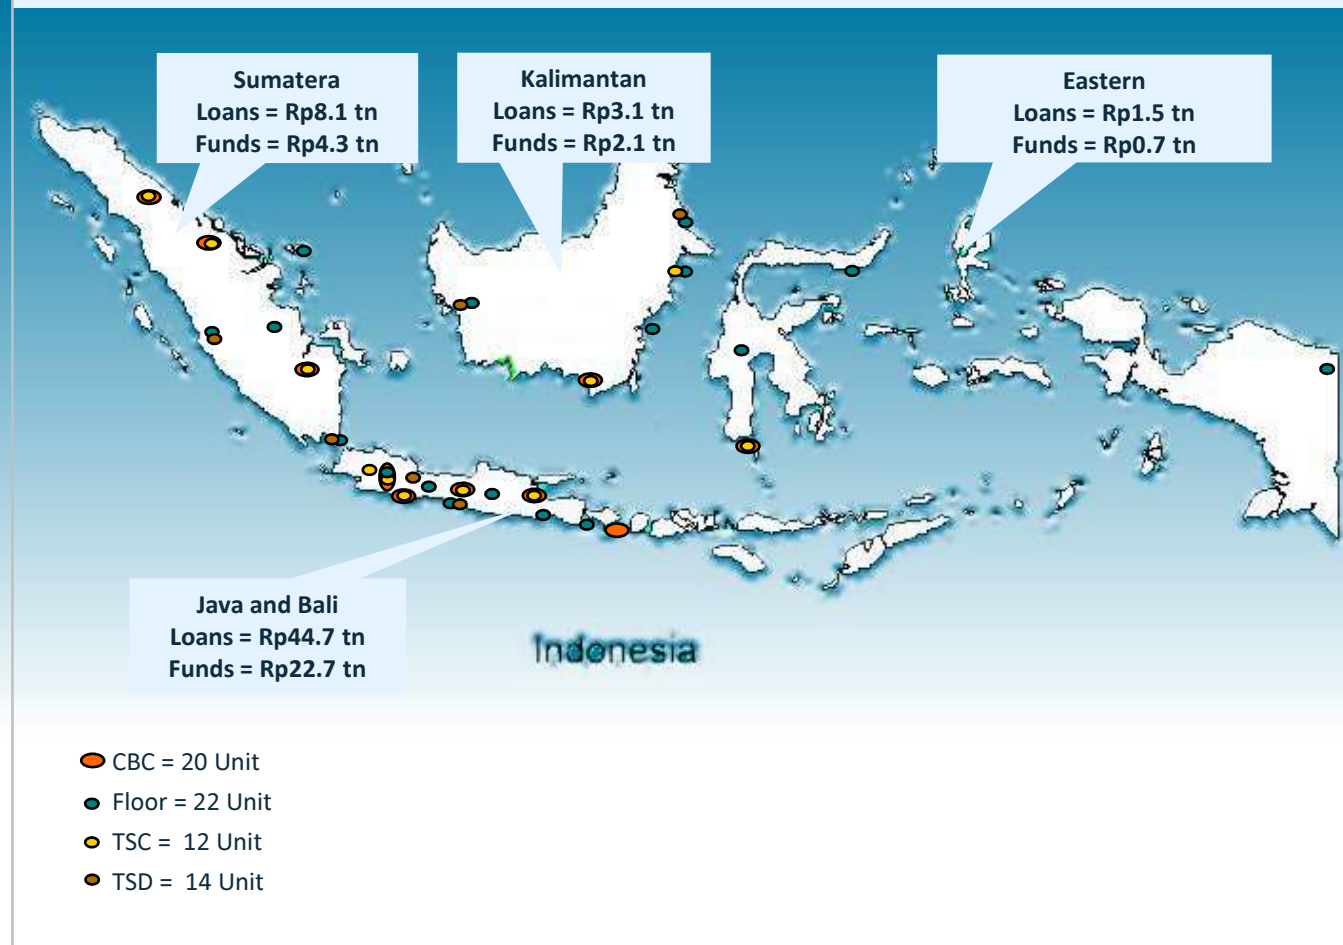 Sumatera
Loans = Rp8.1 tn
Funds = Rp4.3 tn
Kalimantan
Loans = Rp3.1 tn
Funds = Rp2.1 tn
Eastern
Loans = Rp1.5 tn
Funds = Rp0.7 tn
Java and Bali
Loans = Rp44.7 tn
Funds = Rp22.7 tn
Indonesia
CBC = 20 Unit
Floor = 22 Unit
TSC =  12 Unit
TSD =  14 Unit